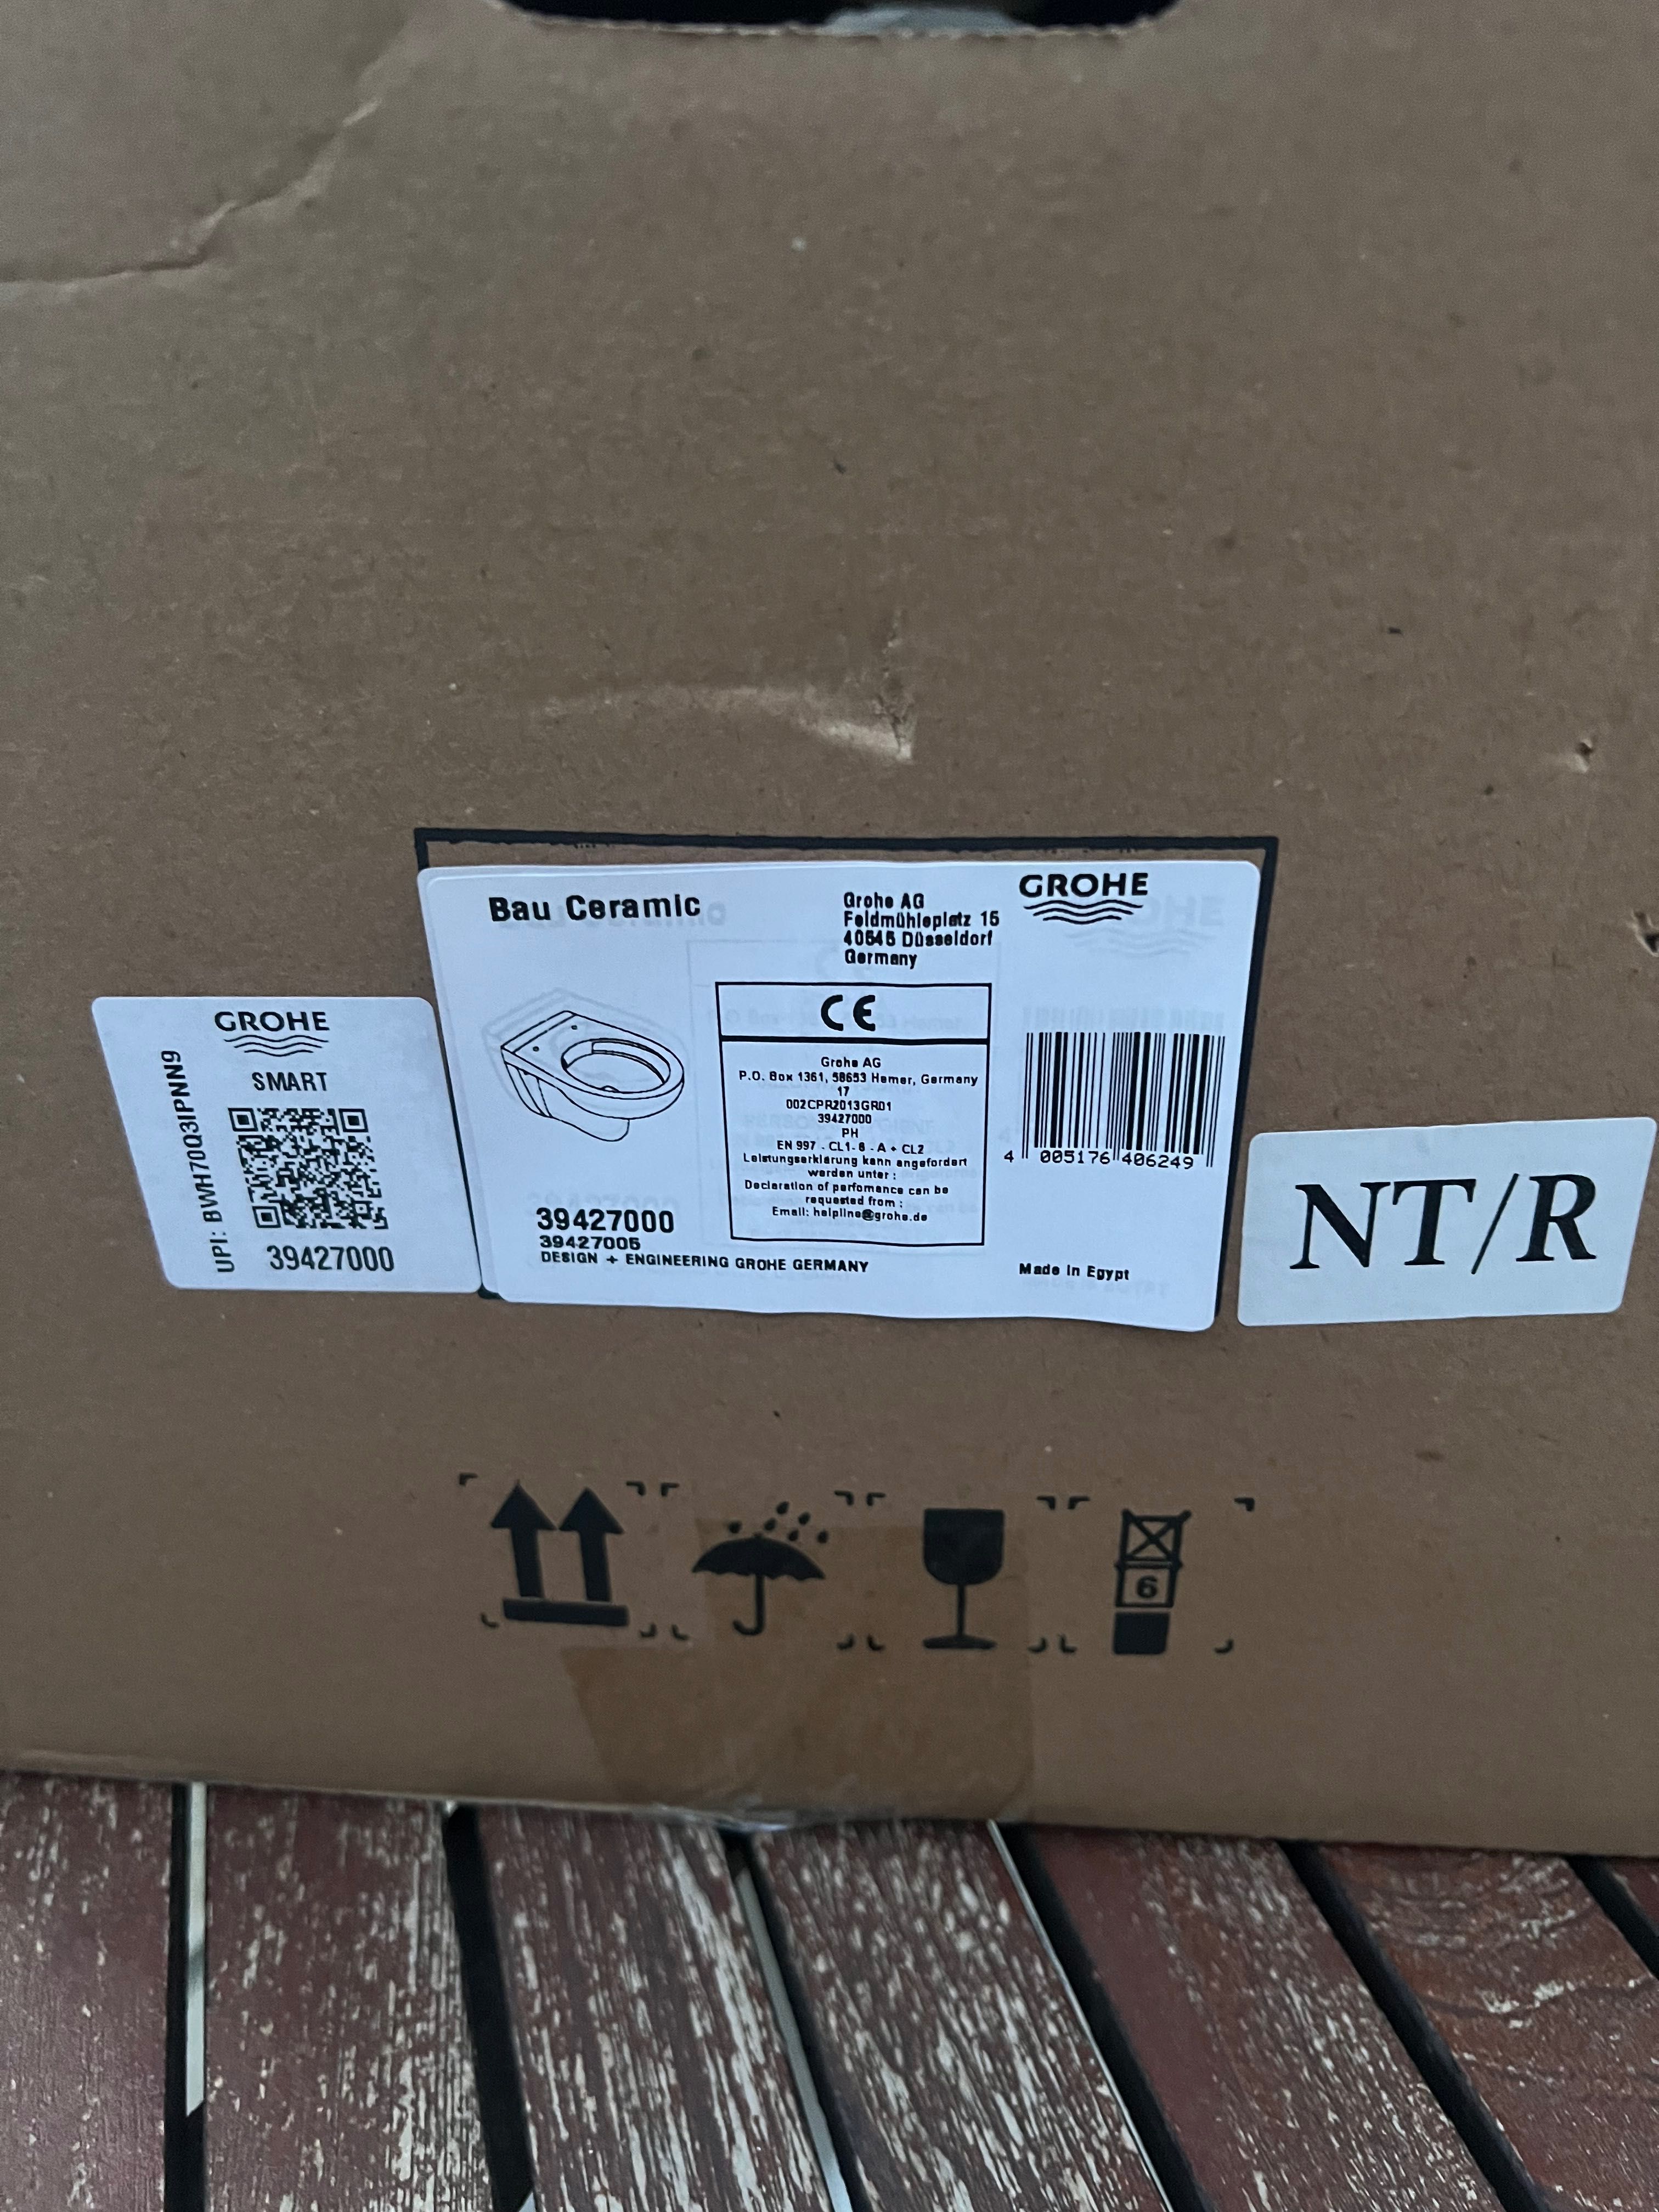 Bau Ceramic
Grohe AG
Feldmühleplatz 15
40545 Düsseldorf
Germany
GROHE
CE
Grohe AG
P.O. Box 1361, 58653 Hemer, Germany
17
002CPR2013GR01
39427000
PH
EN 997 - CL1- 6 - A + CL2
Leistungserklärung kann angefordert
werden unter :
Declaration of perfomance can be
requested from :
Email: helpline@grohe.de
4 005176 406249
39427000
39427005
DESIGN + ENGINEERING GROHE GERMANY
Made in Egypt
GROHE
SMART
UPI: BWH70Q3IPNN9
39427000
NT/R
6